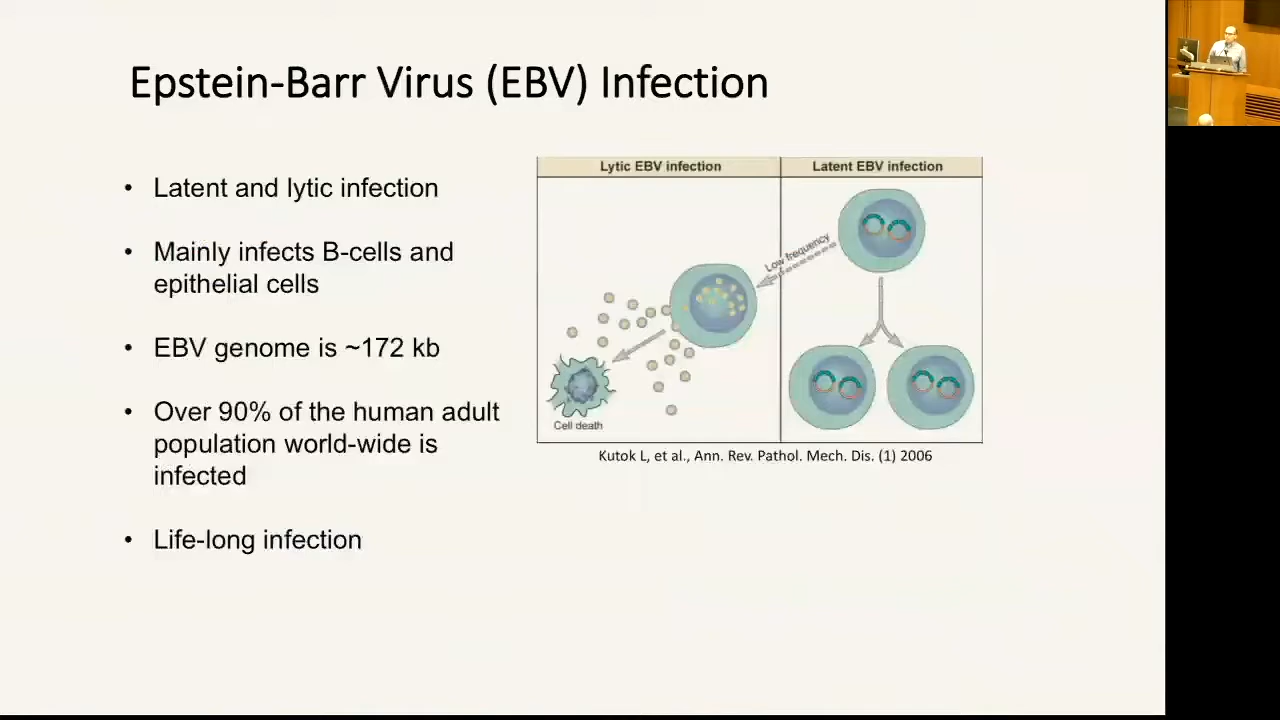 Epstein-Barr Virus (EBV) Infection
• Latent and lytic infection
• Mainly infects B-cells and
epithelial cells
• EBV genome is ~172 kb
• Over 90% of the human adult
population world-wide is
infected
• Life-long infection
Lytic EBV infection
Latent EBV infection
Low frequency
Cell death
Kutok L, et al., Ann. Rev. Pathol. Mech. Dis. (1) 2006